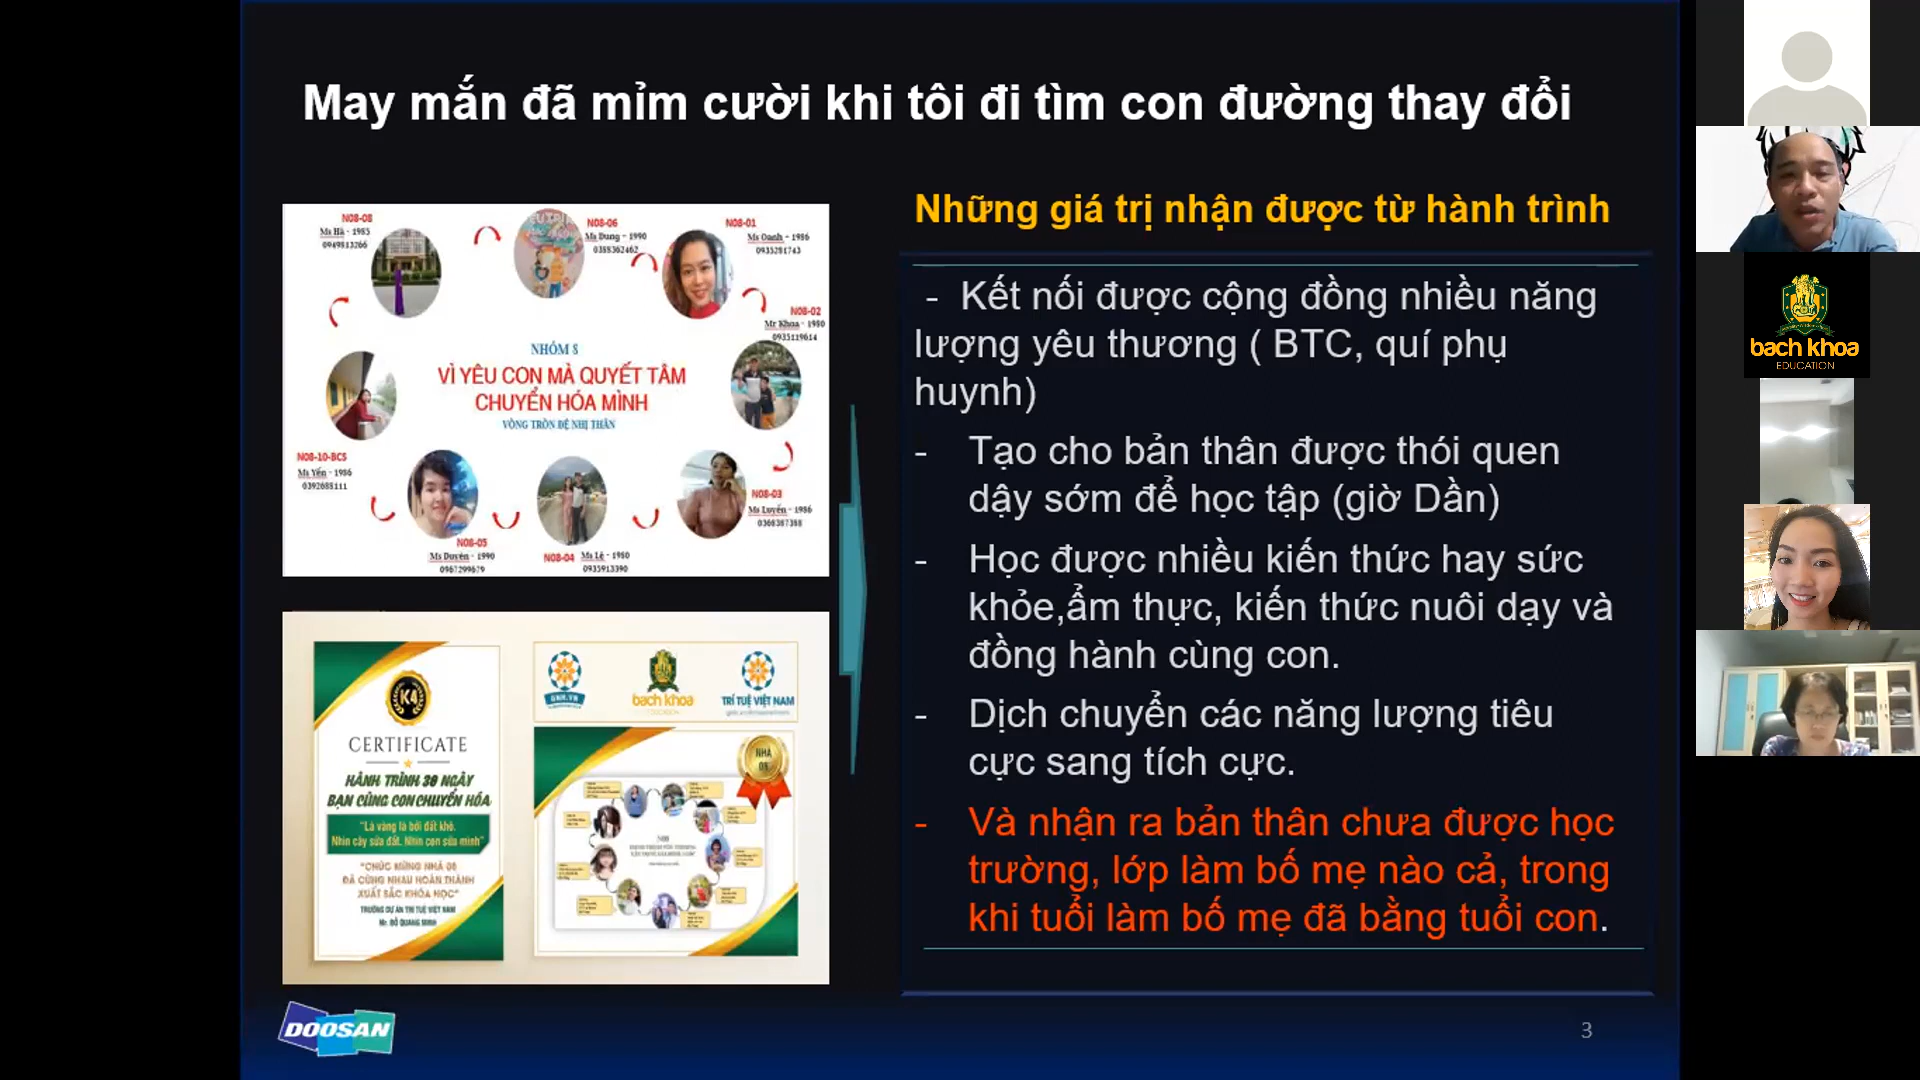 May mắn đã mỉm cười khi tôi đi tìm con đường thay đổi
N08-08
Ms Hà - 1985
0949813266
N08-06
Ms Dung - 1990
0388362462
N08-01
Ms Oanh - 1986
0935281743
N08-02
Mr Khoa - 1980
0935119614
NHÓM 8
VÌ YÊU CON MÀ QUYẾT TÂM
CHUYỂN HÓA MÌNH
VÒNG TRÒN ĐỆ NHỊ THÂN
N08-10-BCS
Ms Yến - 1986
0392688111
N08-05
Ms Duyên - 1990
0967299679
N08-04 Ms Lệ - 1980
0935913390
N08-03
Ms Luyến - 1986
0368387388
K4
CERTIFICATE
HÀNH TRÌNH 30 NGÀY
BẠN CÙNG CON CHUYỂN HÓA
"Lá vàng là bởi đất khô.
Nhìn cây sửa đất. Nhìn con sửa mình"
"CHÚC MỪNG NHÀ 08
ĐÃ CÙNG NHAU HOÀN THÀNH
XUẤT SẮC KHÓA HỌC"
TRƯỞNG DỰ ÁN TRÍ TUỆ VIỆT NAM
Mr. ĐỖ QUANG MINH
bach khoa
EDUCATION
TRÍ TUỆ VIỆT NAM
NHÀ
08
N08
Những giá trị nhận được từ hành trình
- Kết nối được cộng đồng nhiều năng
lượng yêu thương ( BTC, quí phụ
huynh)
- Tạo cho bản thân được thói quen
dậy sớm để học tập (giờ Dần)
- Học được nhiều kiến thức hay sức
khỏe,ẩm thực, kiến thức nuôi dạy và
đồng hành cùng con.
- Dịch chuyển các năng lượng tiêu
cực sang tích cực.
- Và nhận ra bản thân chưa được học
trường, lớp làm bố mẹ nào cả, trong
khi tuổi làm bố mẹ đã bằng tuổi con.
DOOSAN
3
bach khoa
EDUCATION